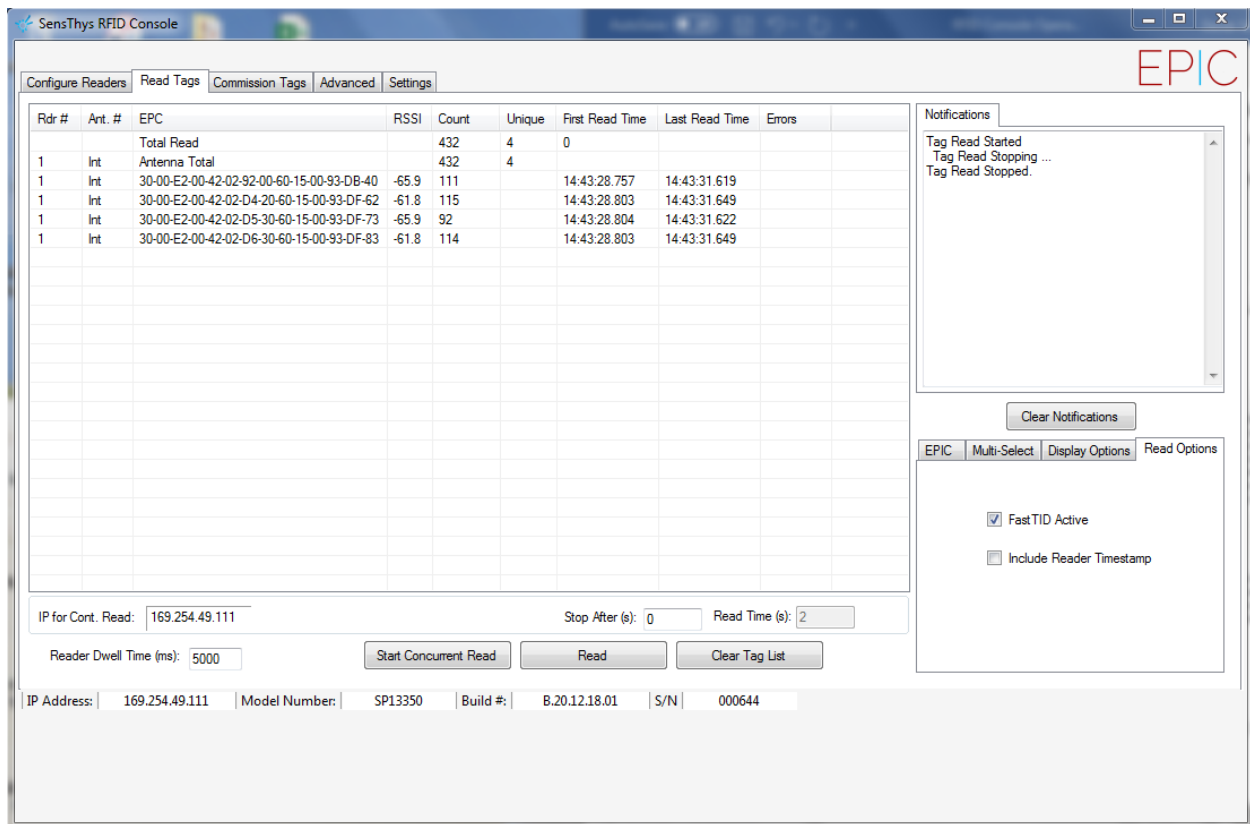 SensThys RFID Console
EPIC
Configure Readers Read Tags Commission Tags Advanced Settings
Rdr # Ant. # EPC RSSI Count Unique First Read Time Last Read Time Errors
Total Read 432 4 0
1 Int Antenna Total 432 4
1 Int 30-00-E2-00-42-02-92-00-60-15-00-93-DB-40 -65.9 111 14:43:28.757 14:43:31.619
1 Int 30-00-E2-00-42-02-D4-20-60-15-00-93-DF-62 -61.8 115 14:43:28.803 14:43:31.649
1 Int 30-00-E2-00-42-02-D5-30-60-15-00-93-DF-73 -65.9 92 14:43:28.804 14:43:31.622
1 Int 30-00-E2-00-42-02-D6-30-60-15-00-93-DF-83 -61.8 114 14:43:28.803 14:43:31.649
Notifications
Tag Read Started
Tag Read Stopping ...
Tag Read Stopped.
Clear Notifications
EPIC Multi-Select Display Options Read Options
FastTID Active
Include Reader Timestamp
IP for Cont. Read: 169.254.49.111 Stop After (s): 0 Read Time (s): 2
Reader Dwell Time (ms): 5000 Start Concurrent Read Read Clear Tag List
IP Address: 169.254.49.111 Model Number: SP13350 Build #: B.20.12.18.01 S/N 000644